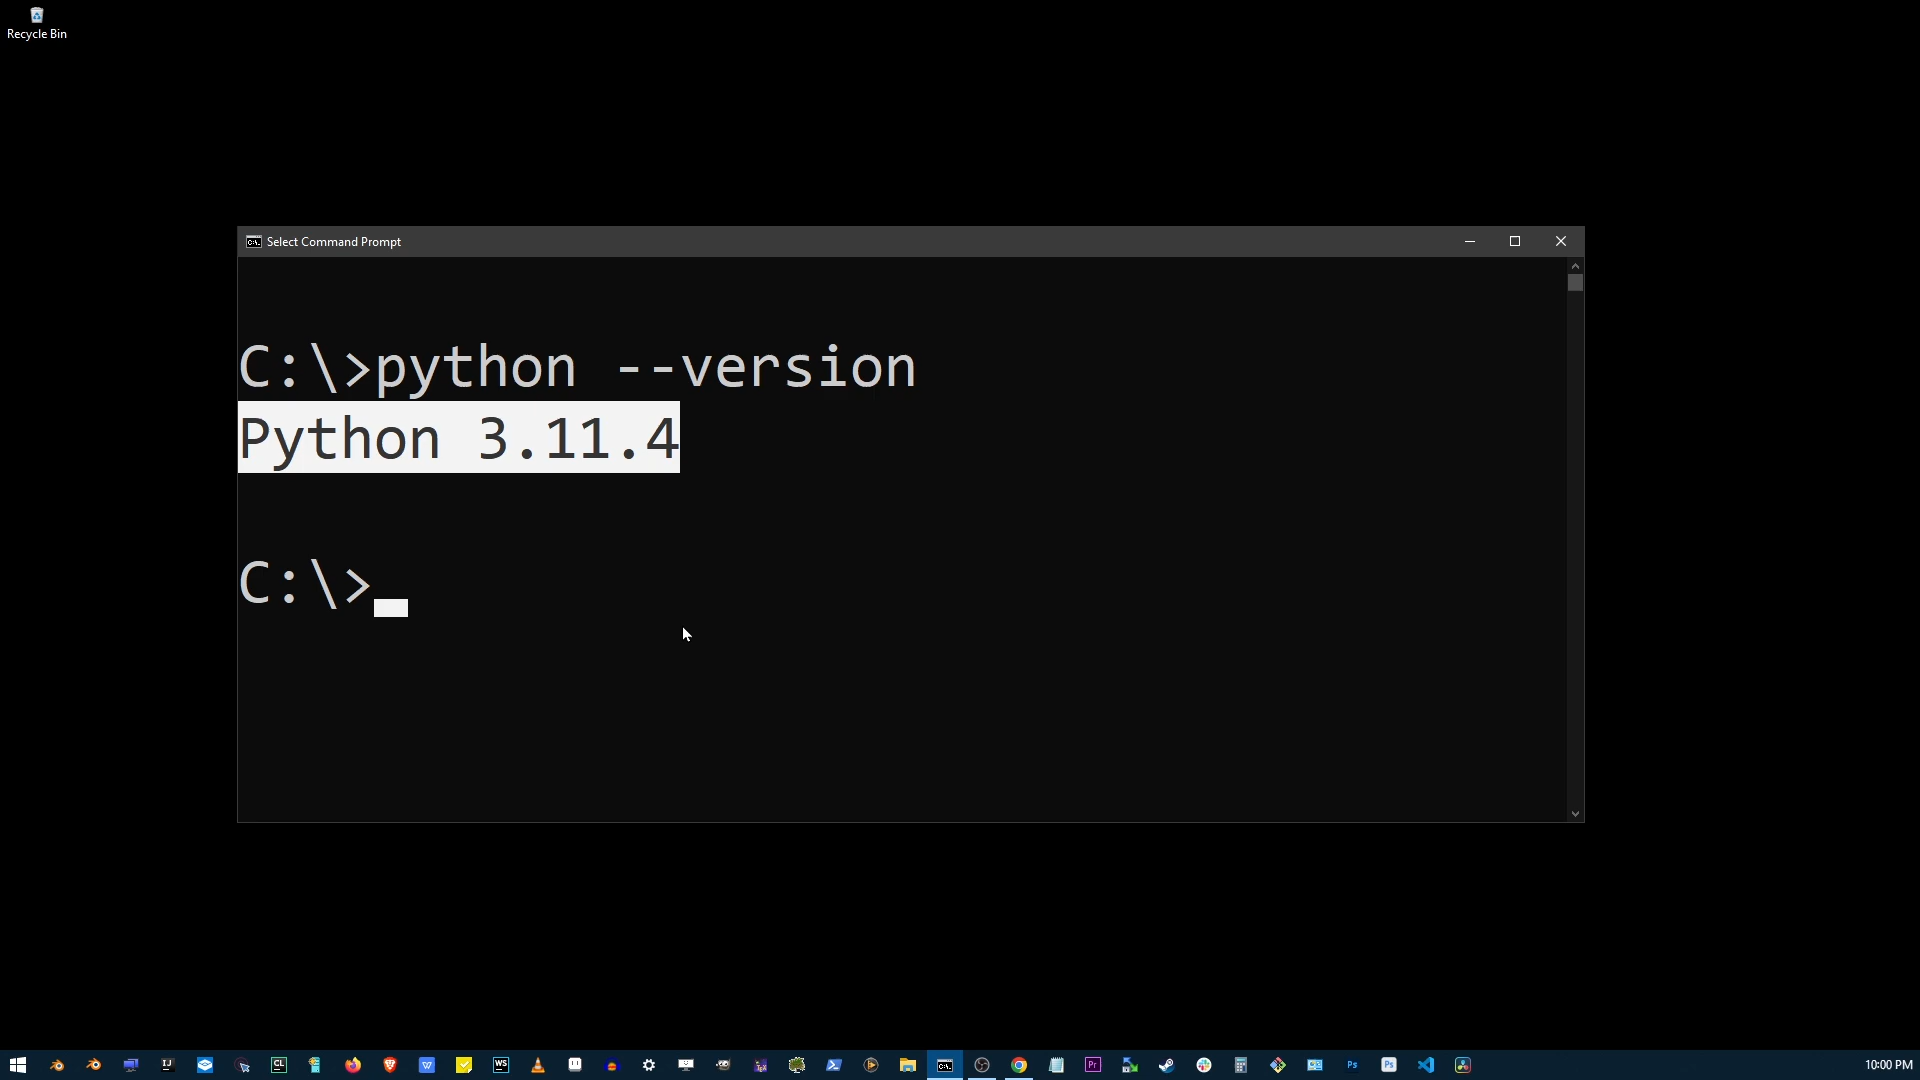 Recycle Bin
Select Command Prompt
C:\>python --version
Python 3.11.4
C:\>
10:00 PM